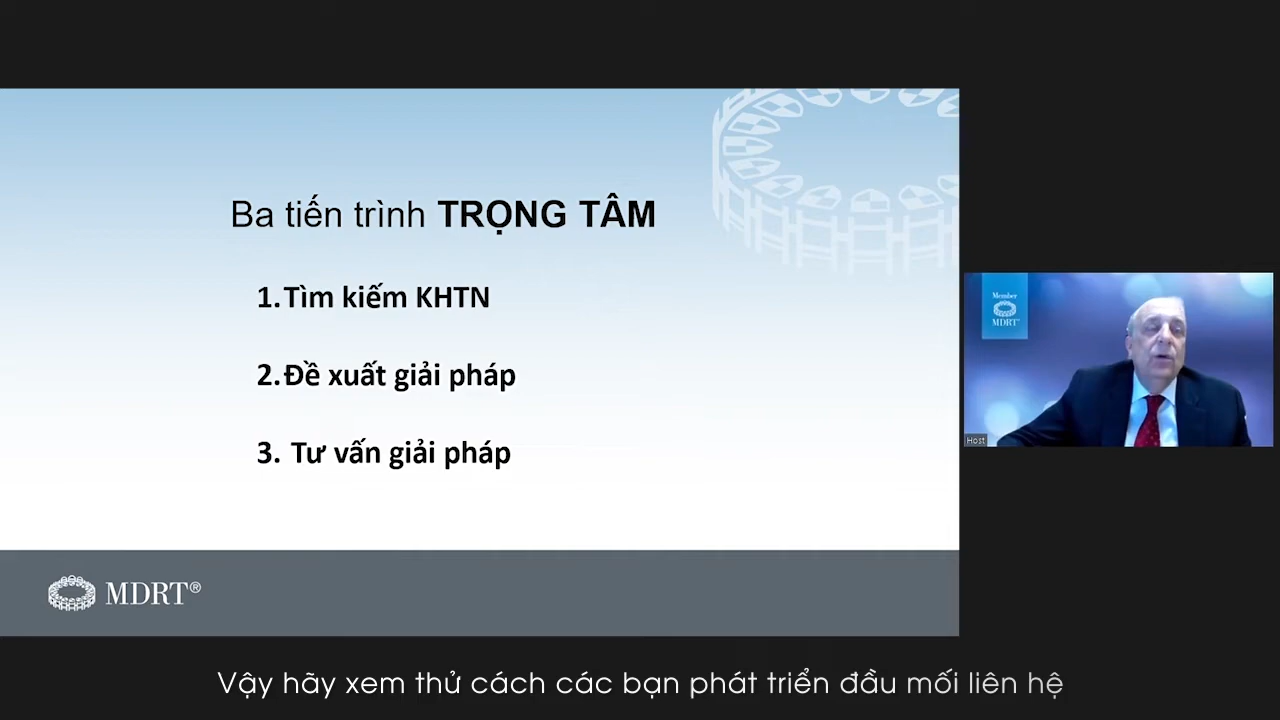 Ba tiến trình TRỌNG TÂM
1. Tìm kiếm KHTN
2. Đề xuất giải pháp
3. Tư vấn giải pháp
MDRT®
Member
MDRT®
Host
Vậy hãy xem thử cách các bạn phát triển đầu mối liên hệ